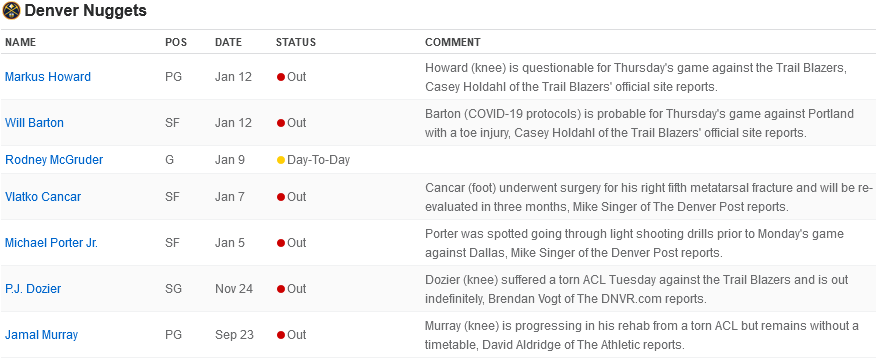 Denver Nuggets
NAME POS DATE STATUS COMMENT
Markus Howard PG Jan 12 Out Howard (knee) is questionable for Thursday's game against the Trail Blazers,
Casey Holdahl of the Trail Blazers' official site reports.
Will Barton SF Jan 12 Out Barton (COVID-19 protocols) is probable for Thursday's game against Portland
with a toe injury, Casey Holdahl of the Trail Blazers' official site reports.
Rodney McGruder G Jan 9 Day-To-Day
Vlatko Cancar SF Jan 7 Out Cancar (foot) underwent surgery for his right fifth metatarsal fracture and will be re-
evaluated in three months, Mike Singer of The Denver Post reports.
Michael Porter Jr. SF Jan 5 Out Porter was spotted going through light shooting drills prior to Monday's game
against Dallas, Mike Singer of the Denver Post reports.
P.J. Dozier SG Nov 24 Out Dozier (knee) suffered a torn ACL Tuesday against the Trail Blazers and is out
indefinitely, Brendan Vogt of The DNVR.com reports.
Jamal Murray PG Sep 23 Out Murray (knee) is progressing in his rehab from a torn ACL but remains without a
timetable, David Aldridge of The Athletic reports.